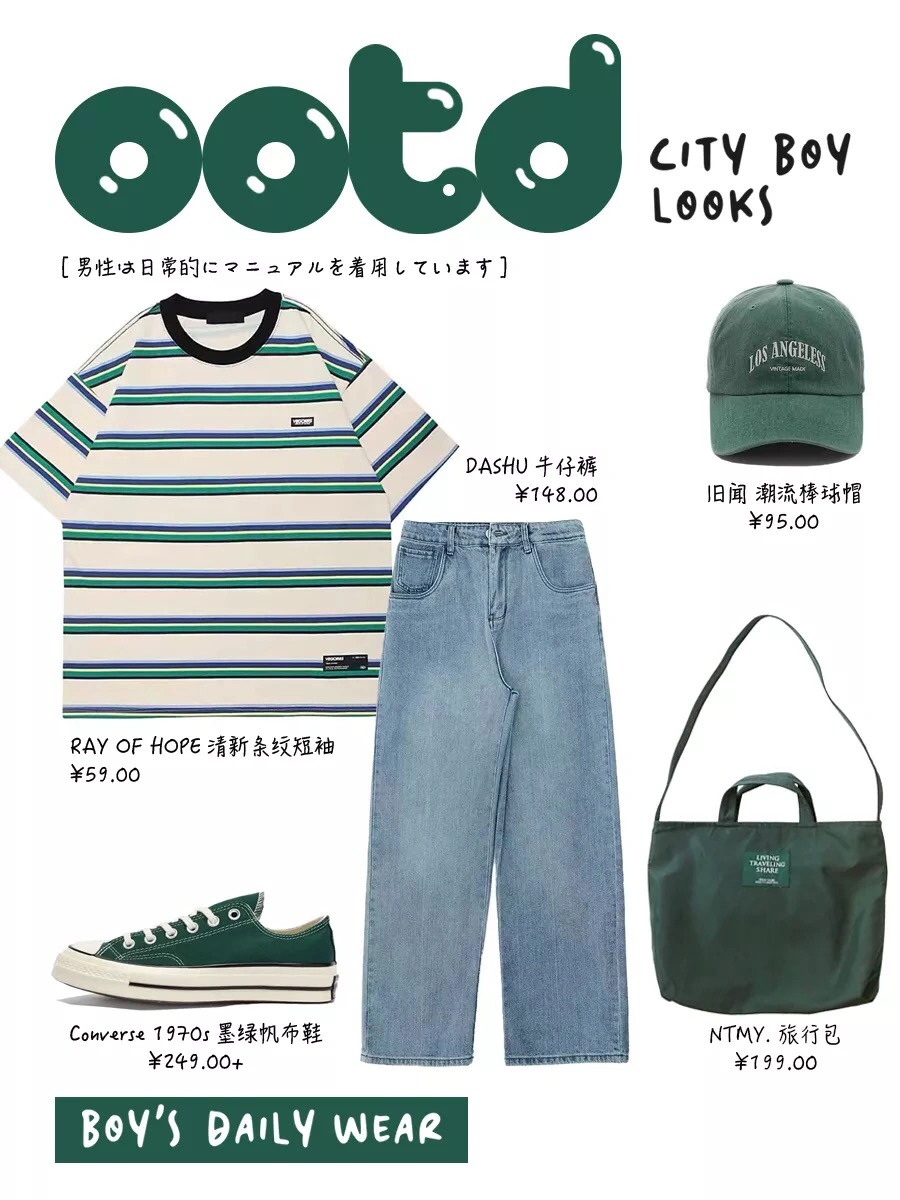 ootd
CITY BOY
LOOKS
[ 男性は日常的にマニュアルを着用しています ]
LOS ANGELESS
VINTAGE MADE
DASHU 牛仔裤
¥148.00
旧闻 潮流棒球帽
¥95.00
RAY OF HOPE 清新条纹短袖
¥59.00
LIVING
TRAVELING
SHARE
Converse 1970s 墨绿帆布鞋
¥249.00+
NTMY. 旅行包
¥199.00
BOY'S DAILY WEAR